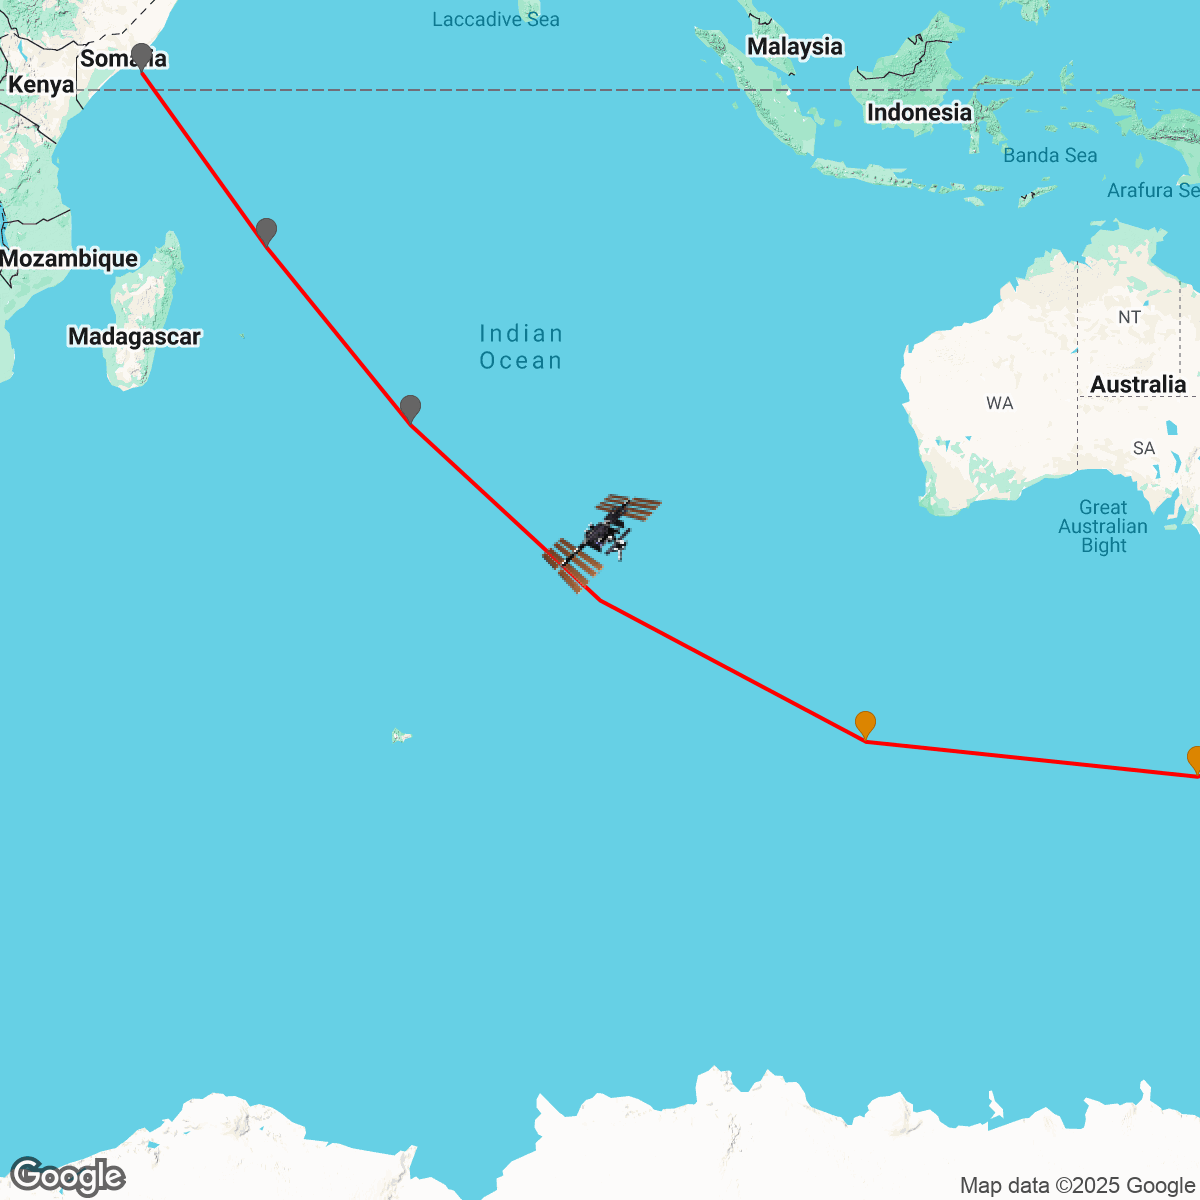 Laccadive Sea
Malaysia
Somalia
Kenya
Indonesia
Banda Sea
Arafura Se
Mozambique
Madagascar
Indian
Ocean
NT
Australia
WA
SA
Great
Australian
Bight
Google
Map data ©2025 Google